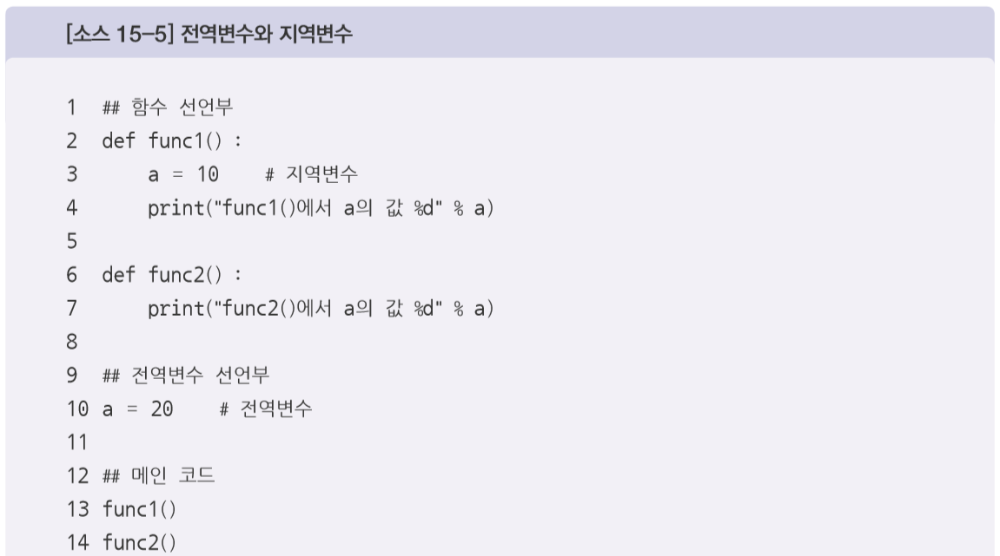 [소스 15-5] 전역변수와 지역변수
1 ## 함수 선언부
2 def func1() :
3     a = 10    # 지역변수
4     print("func1()에서 a의 값 %d" % a)
5
6 def func2() :
7     print("func2()에서 a의 값 %d" % a)
8
9 ## 전역변수 선언부
10 a = 20    # 전역변수
11
12 ## 메인 코드
13 func1()
14 func2()